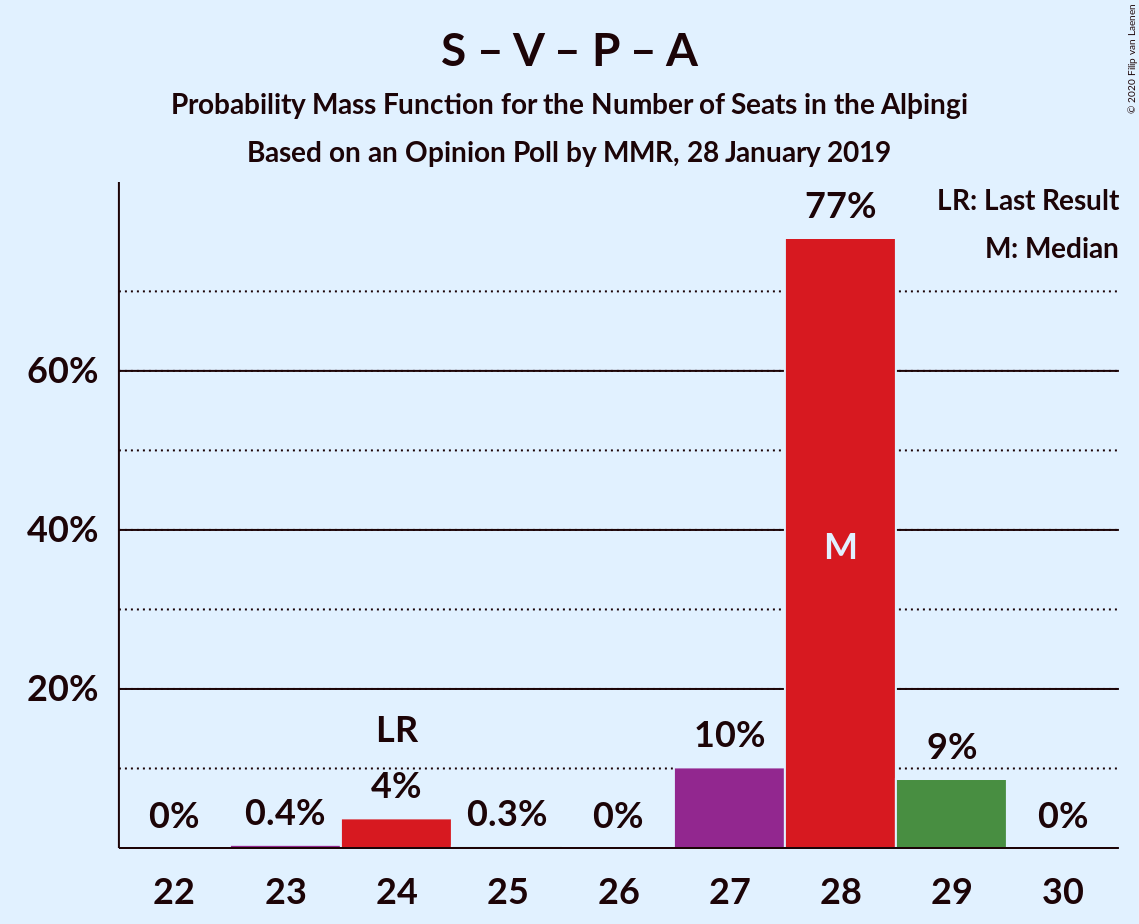 S – V – P – A
Probability Mass Function for the Number of Seats in the Alþingi
Based on an Opinion Poll by MMR, 28 January 2019
© 2020 Filip van Laenen
LR: Last Result
M: Median
77%
60%
40%
M
20%
LR
10%
9%
4%
0%
0.4%
0.3%
0%
0%
22 23 24 25 26 27 28 29 30